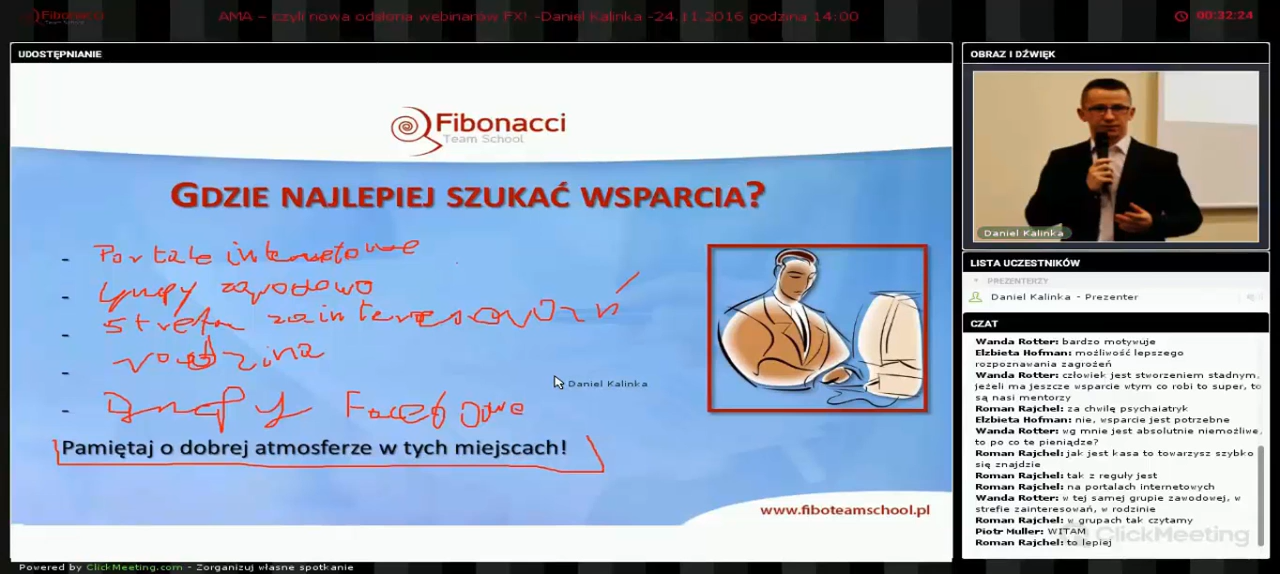 Fibonacci
Team School
AMA – czyli nowa odsłona webinarów FX! -Daniel Kalinka -24.11.2016 godzina 14:00
00:32:24
UDOSTĘPNIANIE
Fibonacci
Team School
GDZIE NAJLEPIEJ SZUKAĆ WSPARCIA?
- Portale internetowe
- grupy zawodowo
- strefa zainteresowań
- rodzina
- grupy Facebowe
Daniel Kalinka
Pamiętaj o dobrej atmosferze w tych miejscach!
www.fiboteamschool.pl
OBRAZ I DŹWIĘK
Daniel Kalinka
LISTA UCZESTNIKÓW
PREZENTERZY
Daniel Kalinka - Prezenter
CZAT
Wanda Rotter: bardzo motywuje
Elzbieta Hofman: możliwość lepszego
rozpoznawania zagrożeń
Wanda Rotter: człowiek jest stworzeniem stadnym,
jeżeli ma jeszcze wsparcie wtym co robi to super, to
są nasi mentorzy
Roman Rajchel: za chwilę psychaiatryk
Elzbieta Hofman: nie, wsparcie jest potrzebne
Wanda Rotter: wg mnie jest absolutnie niemożliwe,
to po co te pieniądze?
Roman Rajchel: jak jest kasa to towarzysz szybko
się znajdzie
Roman Rajchel: tak z reguły jest
Roman Rajchel: na portalach internetowych
Wanda Rotter: w tej samej grupie zawodowej, w
strefie zainteresowań, w rodzinie
Roman Rajchel: w grupach tak czytamy
Piotr Muller: WITAM
Roman Rajchel: to lepiej
ClickMeeting
Powered by ClickMeeting.com - Zorganizuj własne spotkanie